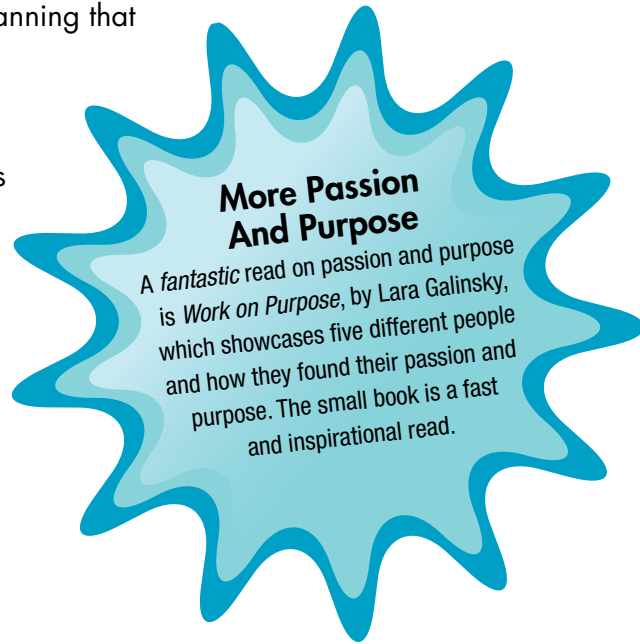 anning that
s
More Passion
And Purpose
A fantastic read on passion and purpose
is Work on Purpose, by Lara Galinsky,
which showcases five different people
and how they found their passion and
purpose. The small book is a fast
and inspirational read.